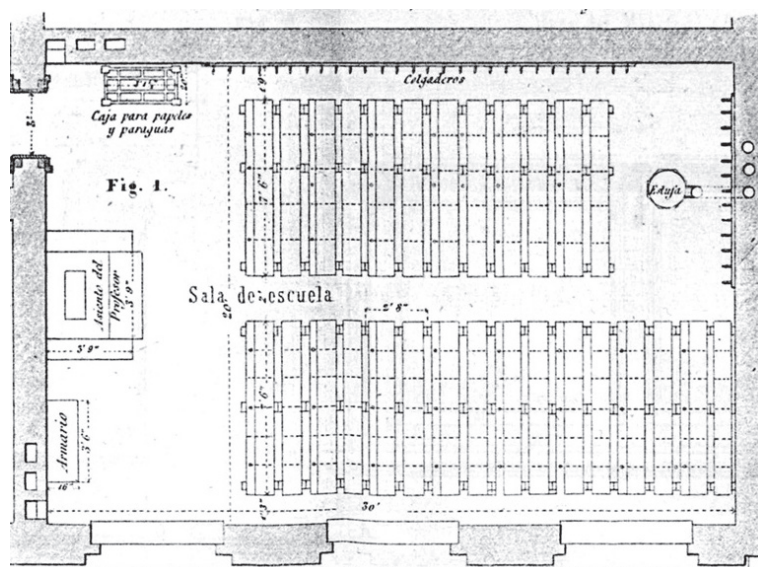 Colgaderos
Caja para papeles
y paraguas
Fig. 1.
Estufa
Asiento del
Profesor
3' 9"
Sala de escuela
20'
2' 8"
3' 9"
Armario
3' 6"
16"
30'